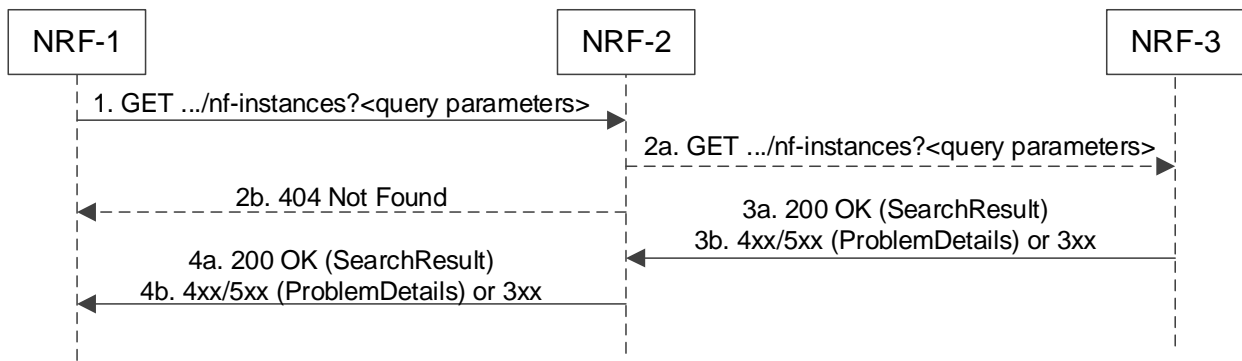 NRF-1
NRF-2
NRF-3
1. GET .../nf-instances?<query parameters>
2a. GET .../nf-instances?<query parameters>
2b. 404 Not Found
3a. 200 OK (SearchResult)
3b. 4xx/5xx (ProblemDetails) or 3xx
4a. 200 OK (SearchResult)
4b. 4xx/5xx (ProblemDetails) or 3xx